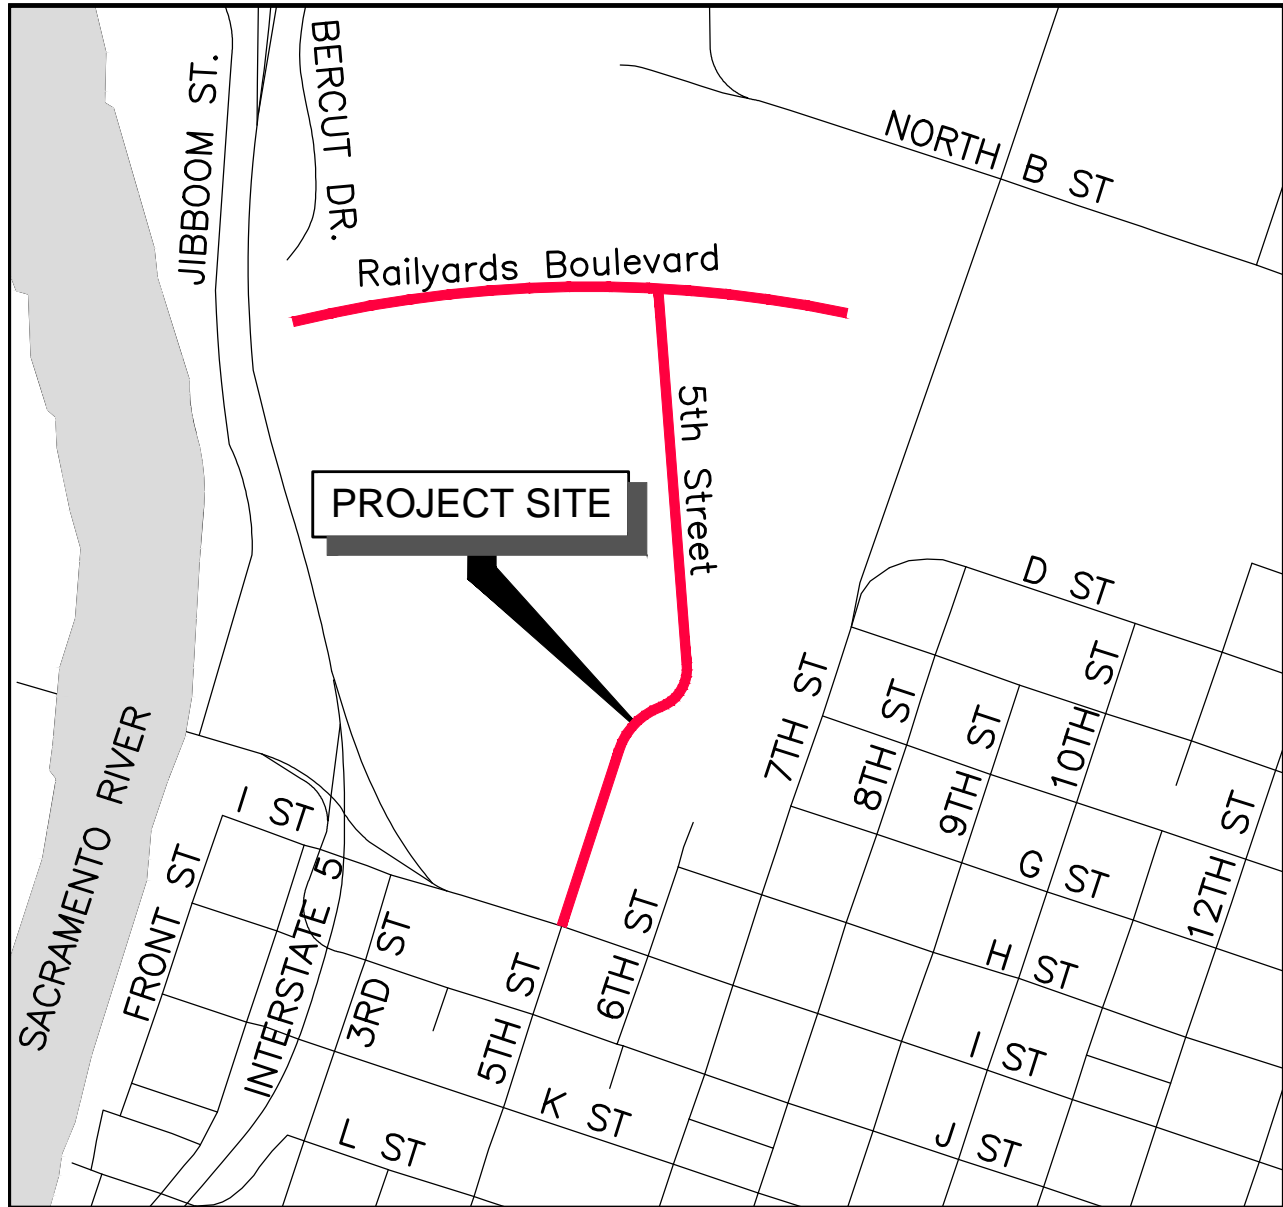 JIBBOOM ST.
BERCUT DR.
NORTH B ST
Railyards Boulevard
5th Street
PROJECT SITE
D ST
7TH ST
8TH ST
9TH ST
10TH ST
12TH ST
SACRAMENTO RIVER
I ST
FRONT ST
INTERSTATE 5
3RD ST
5TH ST
6TH ST
G ST
H ST
I ST
J ST
K ST
L ST